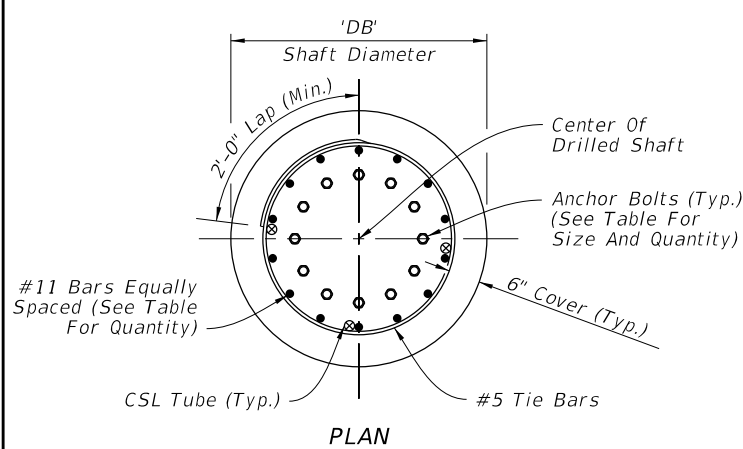 'DB'
Shaft Diameter
2'-0" Lap (Min.)
Center Of
Drilled Shaft
Anchor Bolts (Typ.)
(See Table For
Size And Quantity)
#11 Bars Equally
Spaced (See Table
For Quantity)
6" Cover (Typ.)
CSL Tube (Typ.)
#5 Tie Bars
PLAN